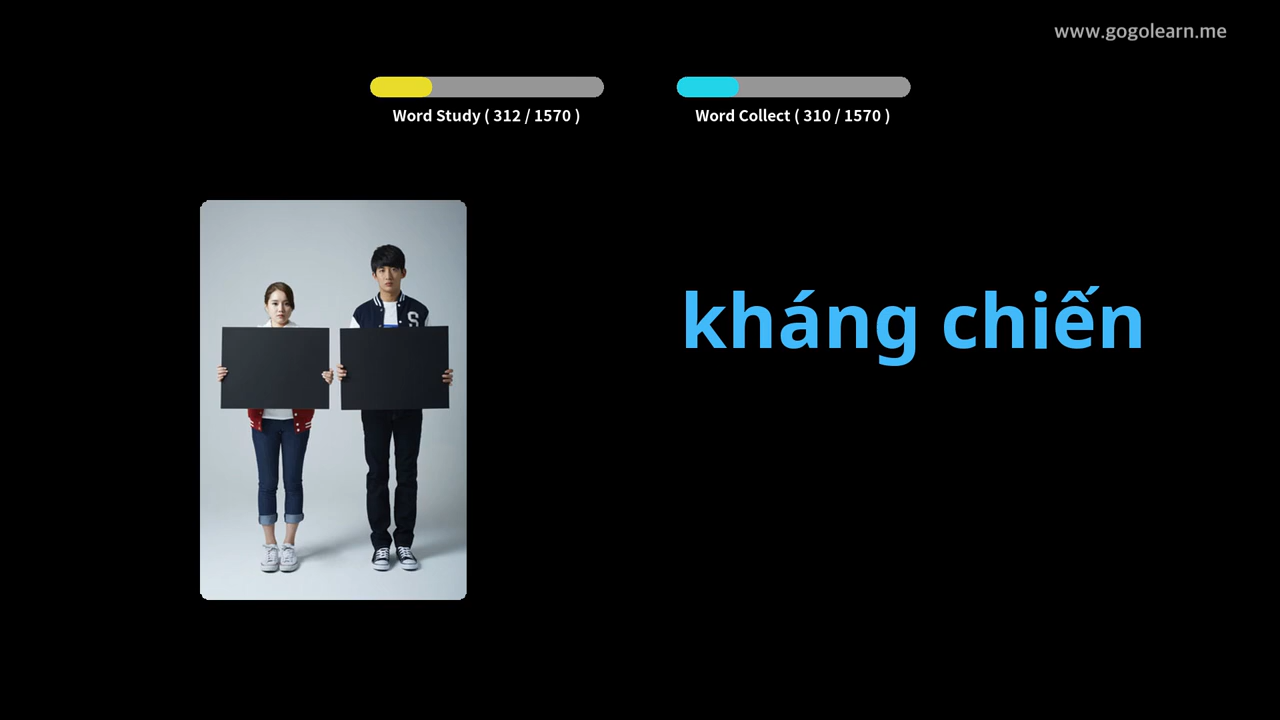 www.gogolearn.me
Word Study ( 312 / 1570 )
Word Collect ( 310 / 1570 )
S
kháng chiến